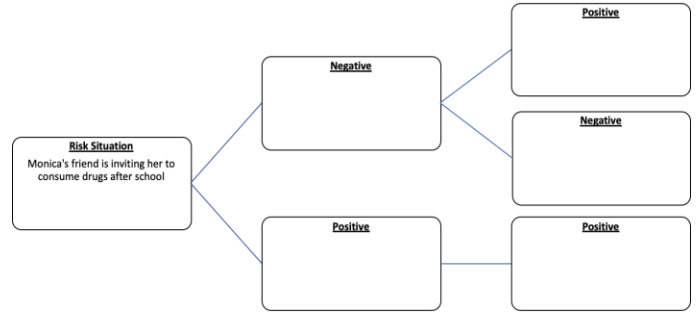 Risk Situation
Monica's friend is inviting her to
consume drugs after school
Negative
Positive
Positive
Negative
Positive